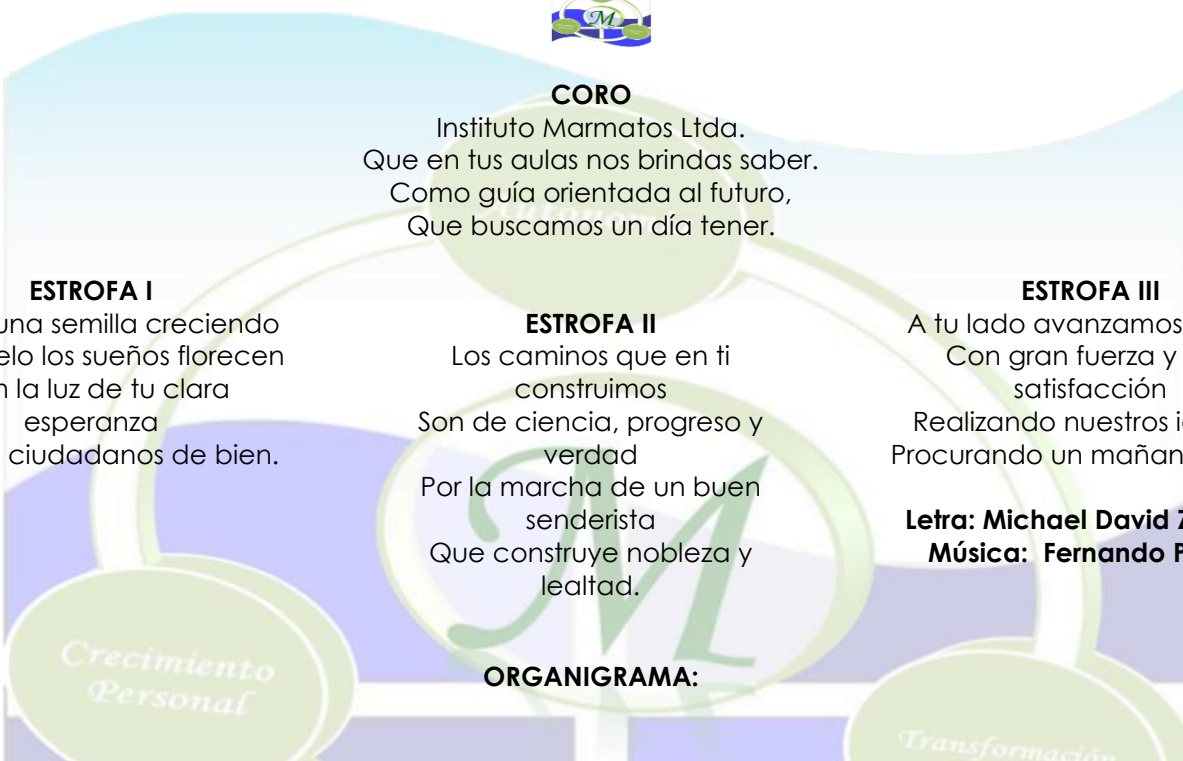 M
CORO
Instituto Marmatos Ltda.
Que en tus aulas nos brindas saber.
Como guía orientada al futuro,
Que buscamos un día tener.
ESTROFA I
una semilla creciendo
los sueños florecen
la luz de tu clara
esperanza
ciudadanos de bien.
ESTROFA II
Los caminos que en ti
construimos
Son de ciencia, progreso y
verdad
Por la marcha de un buen
senderista
Que construye nobleza y
lealtad.
ESTROFA III
A tu lado avanzamos
Con gran fuerza y
satisfacción
Realizando nuestros
Procurando un
Letra: Michael David
Música: Fernando
M
Crecimiento
Personal
ORGANIGRAMA:
Transformación